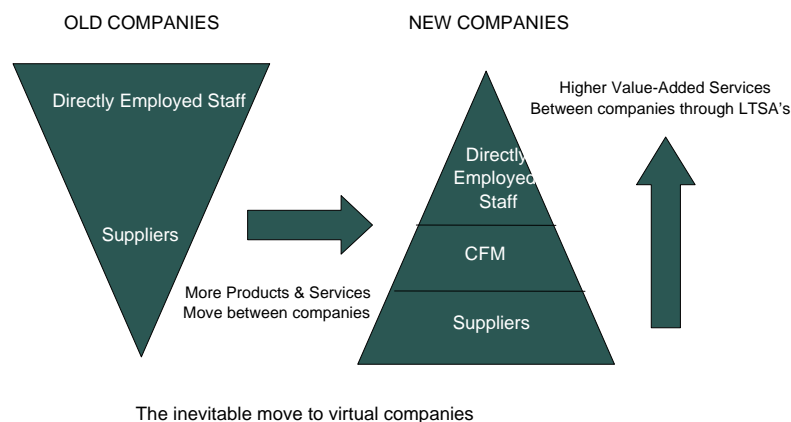 OLD COMPANIES
NEW COMPANIES
Directly Employed Staff
Suppliers
More Products & Services
Move between companies
Directly
Employed
Staff
CFM
Suppliers
Higher Value-Added Services
Between companies through LTSA's
The inevitable move to virtual companies